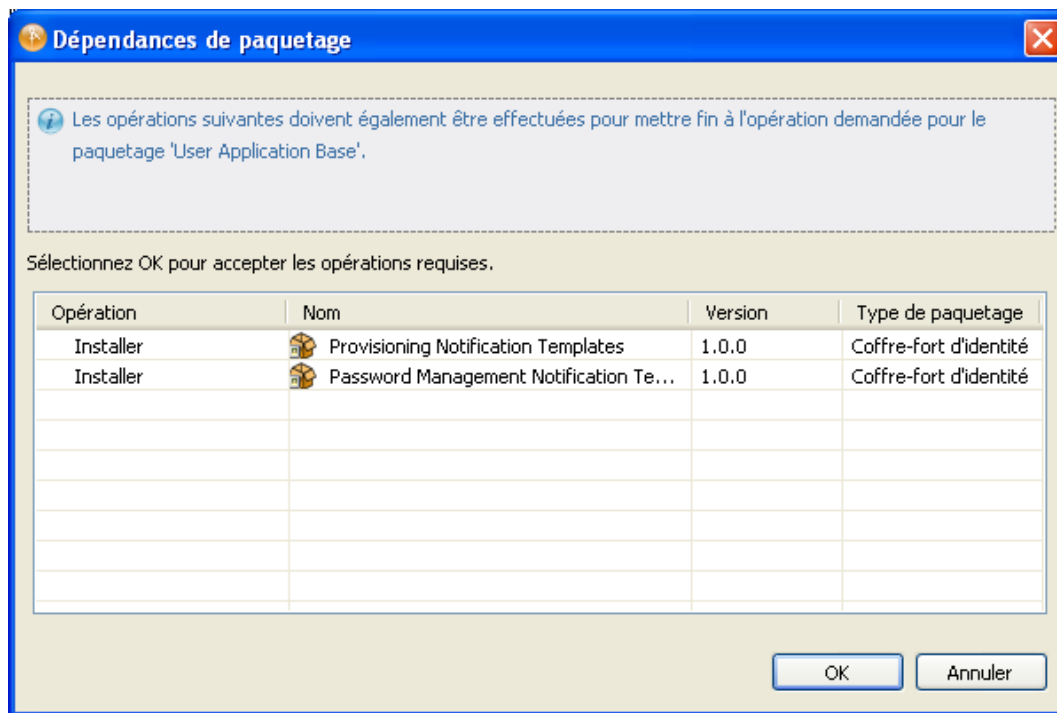 Dépendances de paquetage
Les opérations suivantes doivent également être effectuées pour mettre fin à l'opération demandée pour le
paquetage 'User Application Base'.
Sélectionnez OK pour accepter les opérations requises.
Opération Nom Version Type de paquetage
Installer Provisioning Notification Templates 1.0.0 Coffre-fort d'identité
Installer Password Management Notification Te... 1.0.0 Coffre-fort d'identité
OK Annuler